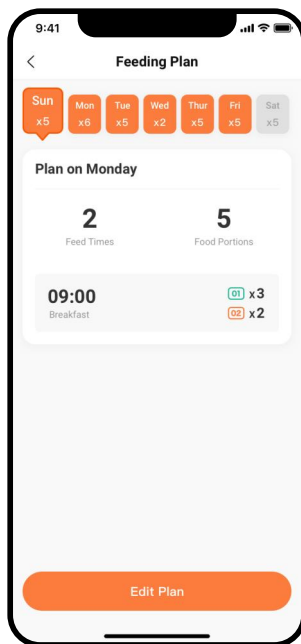 9:41
Feeding Plan
Sun Mon Tue Wed Thur Fri Sat
x5 x6 x5 x2 x5 x5 x5
Plan on Monday
2 5
Feed Times Food Portions
09:00 01 x3
Breakfast 02 x2
Edit Plan